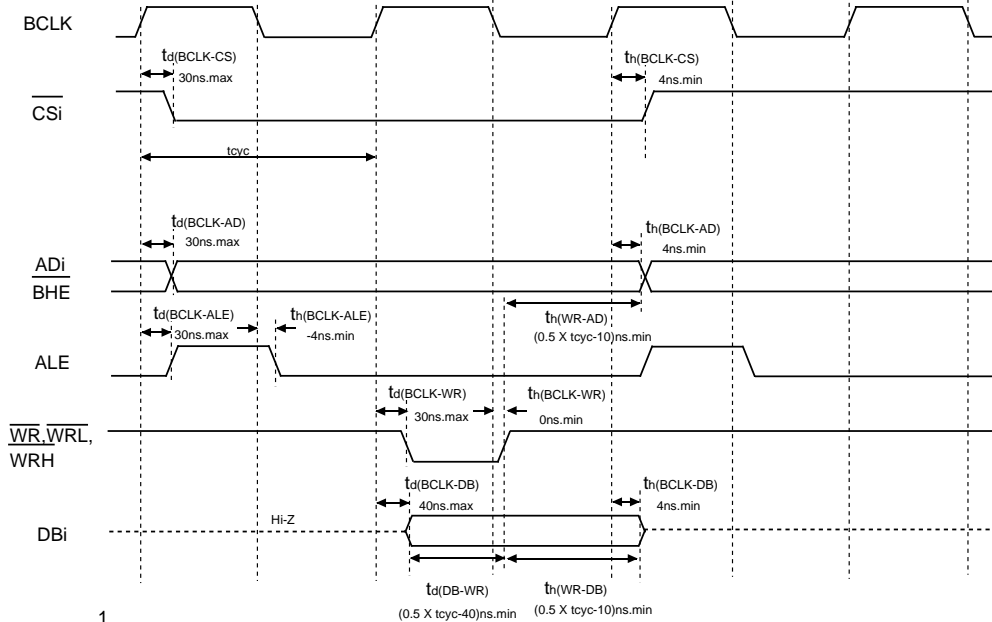 BCLK
td(BCLK-CS)
30ns.max
th(BCLK-CS)
4ns.min
CSi
tcyc
td(BCLK-AD)
30ns.max
th(BCLK-AD)
4ns.min
ADi
BHE
td(BCLK-ALE)
30ns.max
th(BCLK-ALE)
-4ns.min
th(WR-AD)
(0.5 X tcyc-10)ns.min
ALE
td(BCLK-WR)
30ns.max
th(BCLK-WR)
0ns.min
WR,WRL,
WRH
td(BCLK-DB)
40ns.max
th(BCLK-DB)
4ns.min
Hi-Z
DBi
td(DB-WR)
(0.5 X tcyc-40)ns.min
th(WR-DB)
(0.5 X tcyc-10)ns.min
1